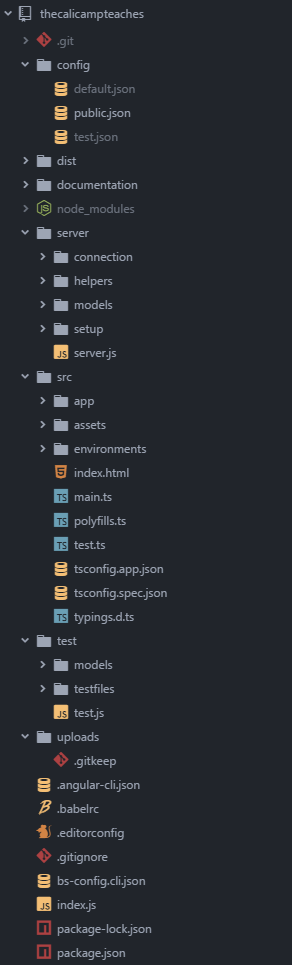 thecalicampteaches
.git
config
default.json
public.json
test.json
dist
documentation
node_modules
server
connection
helpers
models
setup
server.js
src
app
assets
environments
index.html
main.ts
polyfills.ts
test.ts
tsconfig.app.json
tsconfig.spec.json
typings.d.ts
test
models
testfiles
test.js
uploads
.gitkeep
.angular-cli.json
.babelrc
.editorconfig
.gitignore
bs-config.cli.json
index.js
package-lock.json
package.json